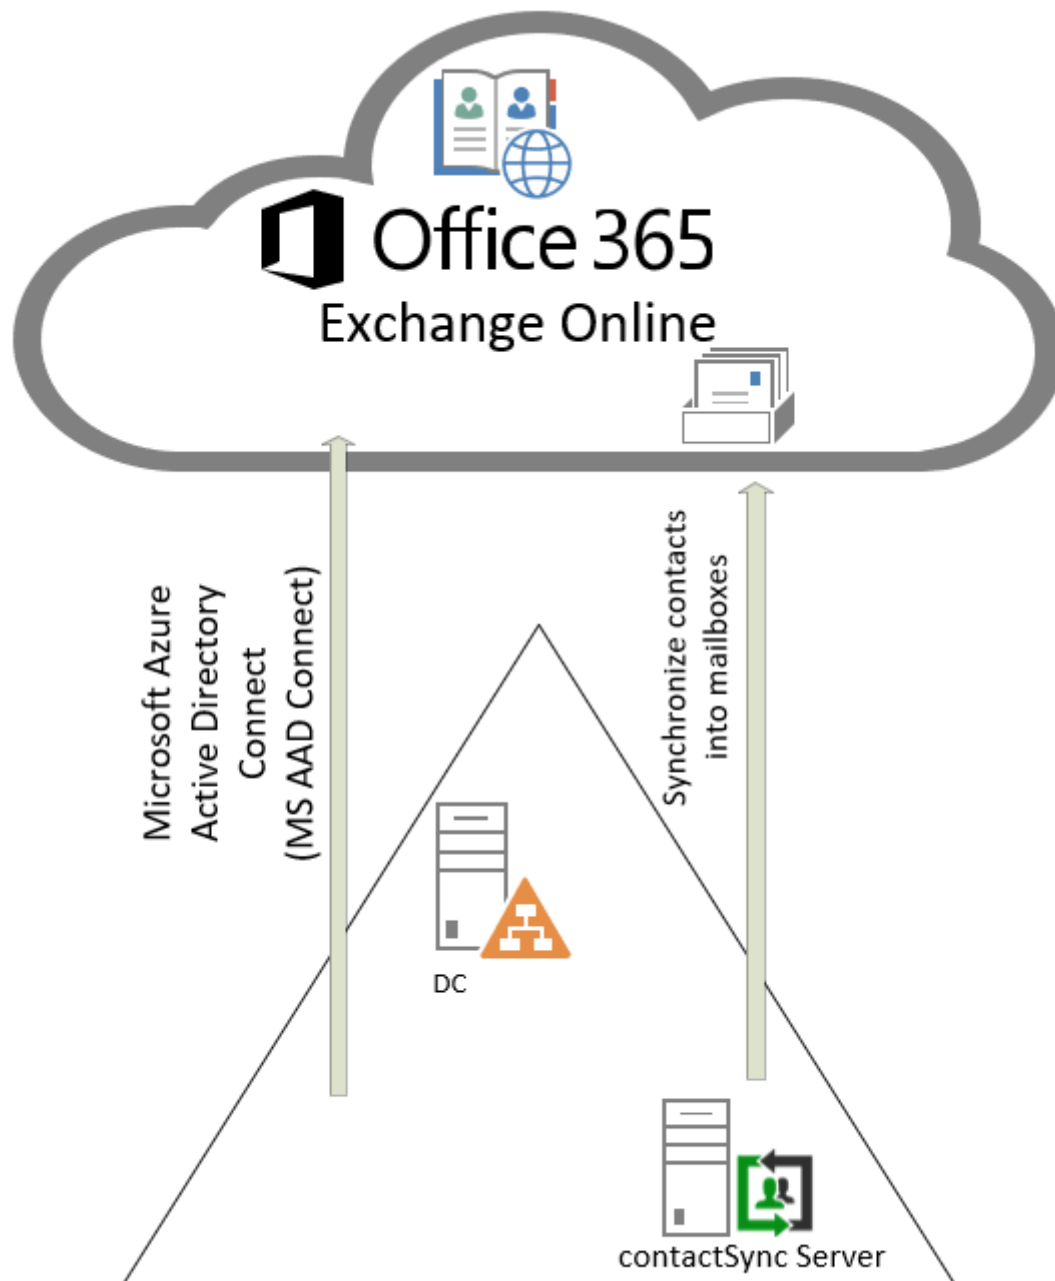 Office 365
Exchange Online
Microsoft Azure
Active Directory
Connect
(MS AAD Connect)
Synchronize contacts
into mailboxes
DC
contactSync Server